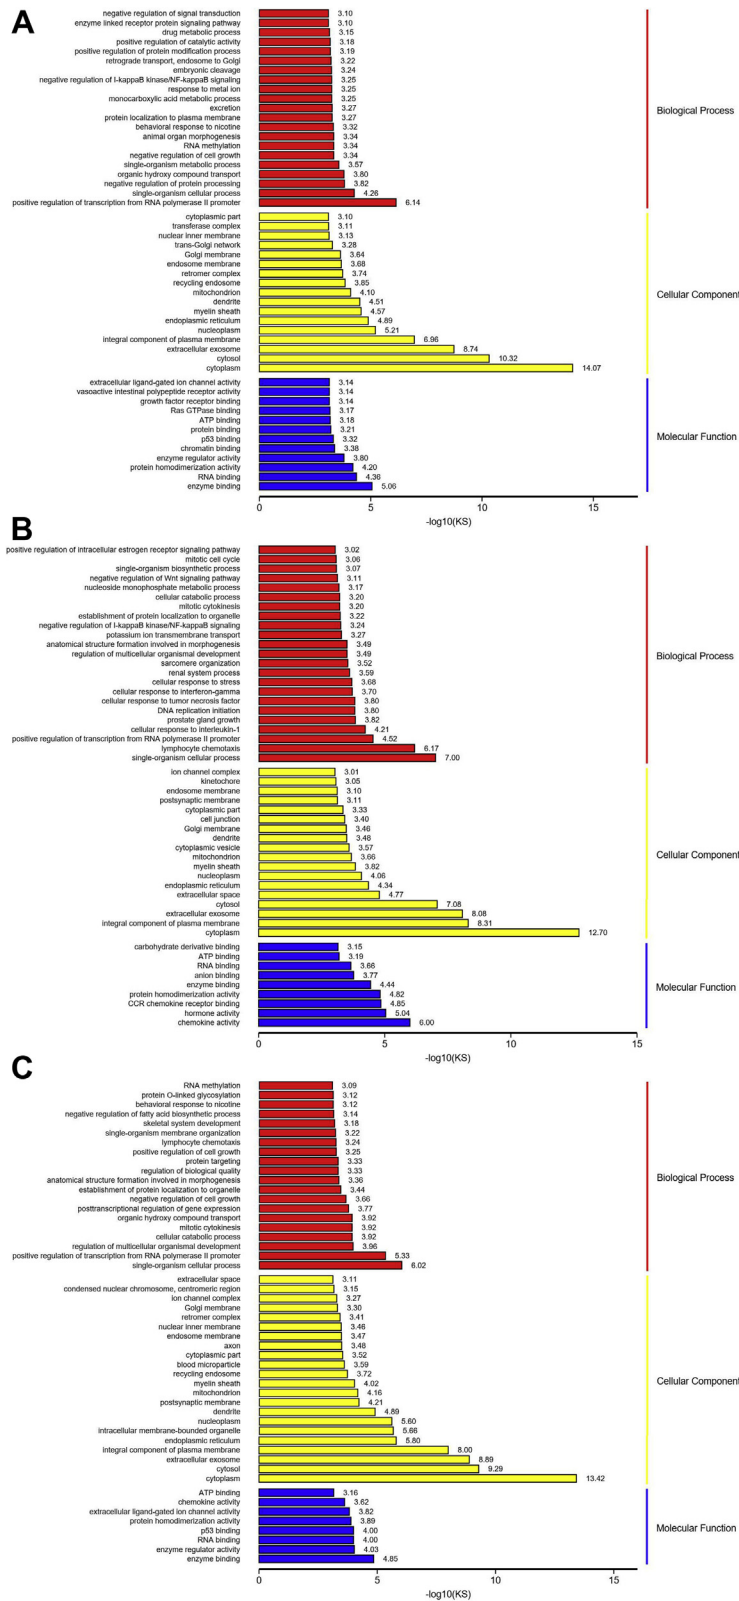 A
negative regulation of signal transduction 3.10
enzyme linked receptor protein signaling pathway 3.10
drug metabolic process 3.15
positive regulation of catalytic activity 3.18
positive regulation of protein modification process 3.19
retrograde transport, endosome to Golgi 3.22
embryonic cleavage 3.24
negative regulation of I-kappaB kinase/NF-kappaB signaling 3.25
response to metal ion 3.25
monocarboxylic acid metabolic process 3.25
excretion 3.27
protein localization to plasma membrane 3.27
behavioral response to nicotine 3.32
animal organ morphogenesis 3.34
RNA methylation 3.34
negative regulation of cell growth 3.34
single-organism metabolic process 3.57
organic hydroxy compound transport 3.80
negative regulation of protein processing 3.82
single-organism cellular process 4.26
positive regulation of transcription from RNA polymerase II promoter 6.14
Biological Process
cytoplasmic part 3.10
transferase complex 3.11
nuclear inner membrane 3.13
trans-Golgi network 3.28
Golgi membrane 3.64
endosome membrane 3.68
retromer complex 3.74
recycling endosome 3.85
mitochondrion 4.10
dendrite 4.51
myelin sheath 4.57
endoplasmic reticulum 4.89
nucleoplasm 5.21
integral component of plasma membrane 6.96
extracellular exosome 8.74
cytosol 10.32
cytoplasm 14.07
Cellular Component
extracellular ligand-gated ion channel activity 3.14
vasoactive intestinal polypeptide receptor activity 3.14
growth factor receptor binding 3.14
Ras GTPase binding 3.17
ATP binding 3.18
protein binding 3.21
p53 binding 3.32
chromatin binding 3.38
enzyme regulator activity 3.80
protein homodimerization activity 4.20
RNA binding 4.36
enzyme binding 5.06
Molecular Function
0 5 10 15
-log10(KS)
B
positive regulation of intracellular estrogen receptor signaling pathway 3.02
mitotic cell cycle 3.06
single-organism biosynthetic process 3.07
negative regulation of Wnt signaling pathway 3.11
nucleoside monophosphate metabolic process 3.17
cellular catabolic process 3.20
mitotic cytokinesis 3.20
establishment of protein localization to organelle 3.22
negative regulation of I-kappaB kinase/NF-kappaB signaling 3.24
potassium ion transmembrane transport 3.27
anatomical structure formation involved in morphogenesis 3.49
regulation of multicellular organismal development 3.49
sarcomere organization 3.52
renal system process 3.59
cellular response to stress 3.68
cellular response to interferon-gamma 3.70
cellular response to tumor necrosis factor 3.80
DNA replication initiation 3.80
prostate gland growth 3.82
cellular response to interleukin-1 4.21
positive regulation of transcription from RNA polymerase II promoter 4.52
lymphocyte chemotaxis 6.17
single-organism cellular process 7.00
Biological Process
ion channel complex 3.01
kinetochore 3.05
endosome membrane 3.10
postsynaptic membrane 3.11
cytoplasmic part 3.33
cell junction 3.40
Golgi membrane 3.46
dendrite 3.48
cytoplasmic vesicle 3.57
mitochondrion 3.66
myelin sheath 3.82
nucleoplasm 4.06
endoplasmic reticulum 4.34
extracellular space 4.77
cytosol 7.08
extracellular exosome 8.08
integral component of plasma membrane 8.31
cytoplasm 12.70
Cellular Component
carbohydrate derivative binding 3.15
ATP binding 3.19
RNA binding 3.66
anion binding 3.77
enzyme binding 4.44
protein homodimerization activity 4.82
CCR chemokine receptor binding 4.85
hormone activity 5.04
chemokine activity 6.00
Molecular Function
0 5 10 15
-log10(KS)
C
RNA methylation 3.09
protein O-linked glycosylation 3.12
behavioral response to nicotine 3.12
negative regulation of fatty acid biosynthetic process 3.14
skeletal system development 3.18
single-organism membrane organization 3.22
lymphocyte chemotaxis 3.24
positive regulation of cell growth 3.25
protein targeting 3.33
regulation of biological quality 3.33
anatomical structure formation involved in morphogenesis 3.36
establishment of protein localization to organelle 3.44
negative regulation of cell growth 3.66
posttranscriptional regulation of gene expression 3.77
organic hydroxy compound transport 3.92
mitotic cytokinesis 3.92
cellular catabolic process 3.92
regulation of multicellular organismal development 3.96
positive regulation of transcription from RNA polymerase II promoter 5.33
single-organism cellular process 6.02
Biological Process
extracellular space 3.11
condensed nuclear chromosome, centromeric region 3.15
ion channel complex 3.27
Golgi membrane 3.30
retromer complex 3.41
nuclear inner membrane 3.46
endosome membrane 3.47
axon 3.48
cytoplasmic part 3.52
blood microparticle 3.59
recycling endosome 3.72
myelin sheath 4.02
mitochondrion 4.16
postsynaptic membrane 4.21
dendrite 4.89
nucleoplasm 5.60
intracellular membrane-bounded organelle 5.66
endoplasmic reticulum 5.80
integral component of plasma membrane 8.00
extracellular exosome 8.89
cytosol 9.29
cytoplasm 13.42
Cellular Component
ATP binding 3.16
chemokine activity 3.62
extracellular ligand-gated ion channel activity 3.82
protein homodimerization activity 3.89
p53 binding 4.00
RNA binding 4.00
enzyme regulator activity 4.03
enzyme binding 4.85
Molecular Function
0 5 10 15
-log10(KS)